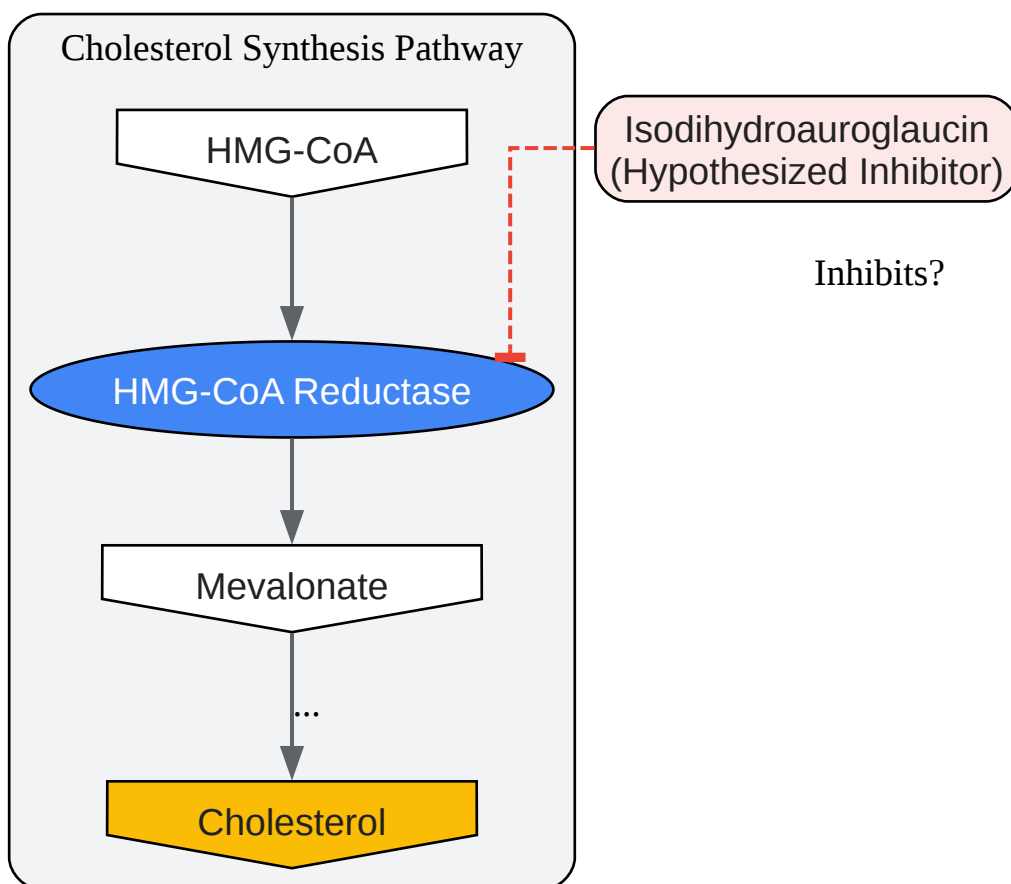 Cholesterol Synthesis Pathway
HMG-CoA
Isodihydroauroglaucin
(Hypothesized Inhibitor)
Inhibits?
HMG-CoA Reductase
Mevalonate
...
Cholesterol